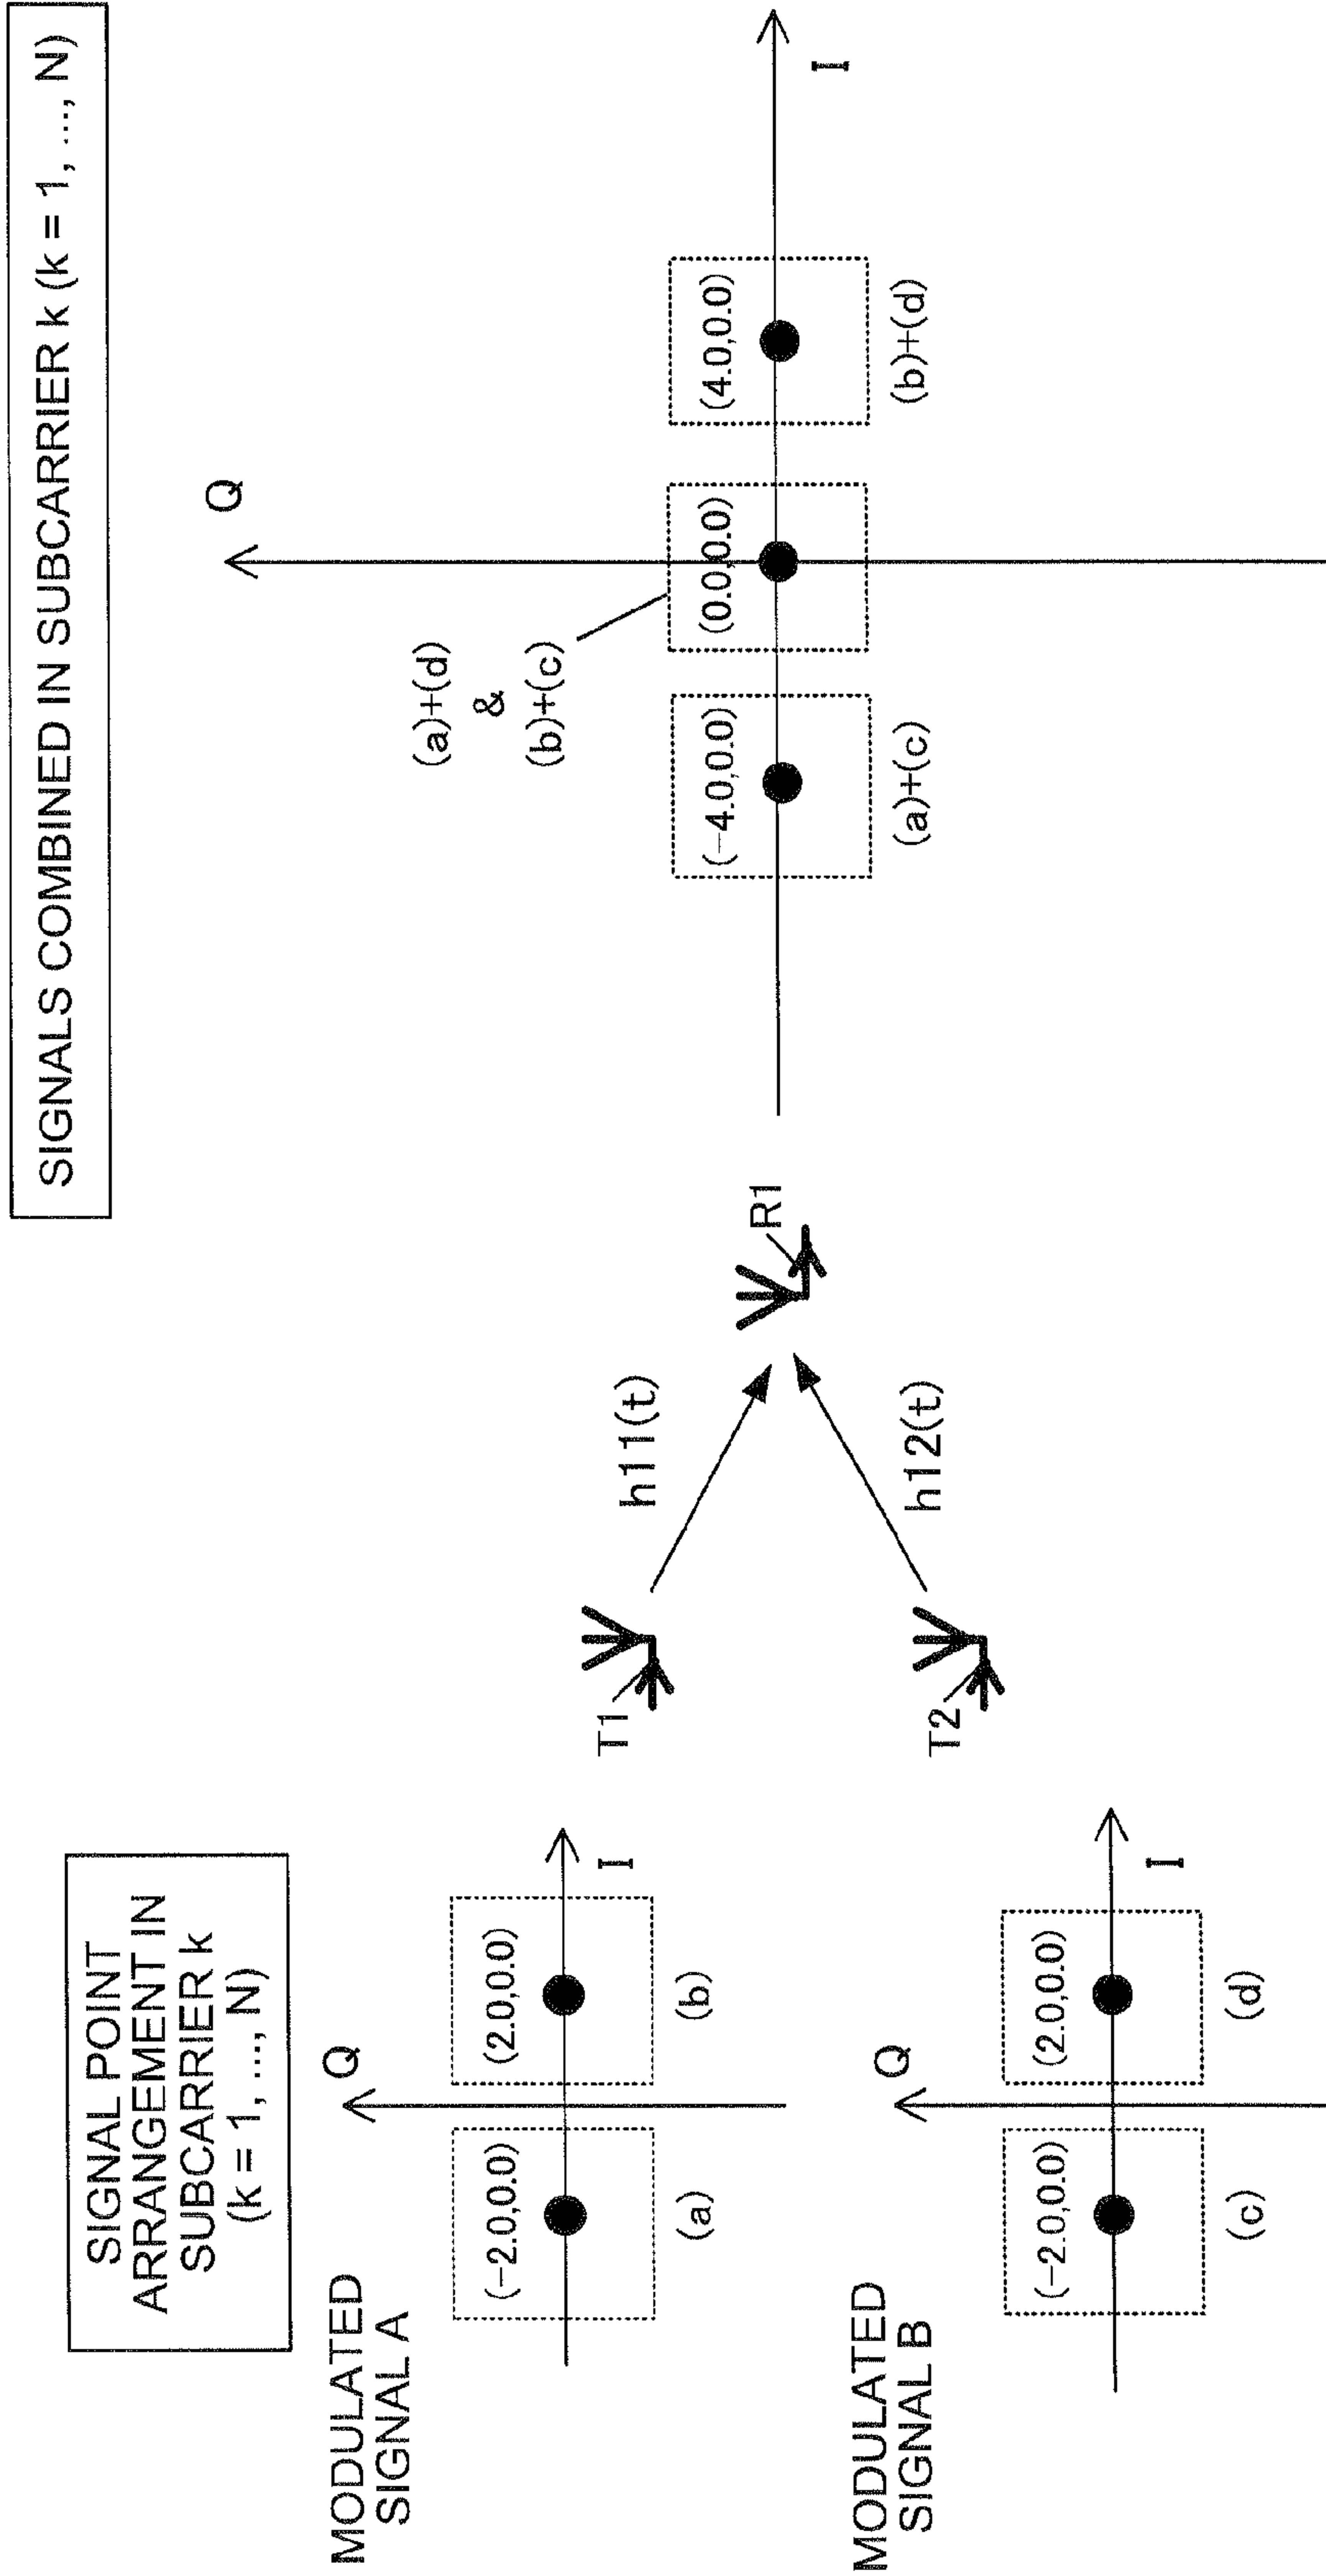 SIGNAL POINT
ARRANGEMENT IN
SUBCARRIER k
(k = 1, ..., N)
MODULATED
SIGNAL A
Q
(-2.0,0.0)
(2.0,0.0)
I
(a)
(b)
MODULATED
SIGNAL B
Q
(-2.0,0.0)
(2.0,0.0)
I
(c)
(d)
T1
T2
h11(t)
h12(t)
R1
SIGNALS COMBINED IN SUBCARRIER k (k = 1, ..., N)
Q
(a)+(d)
&
(b)+(c)
(-4.0,0.0)
(0.0,0.0)
(4.0,0.0)
I
(a)+(c)
(b)+(d)